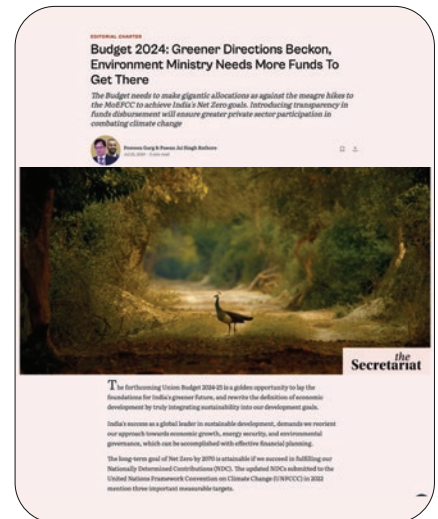 EDITORIAL CHARTER
Budget 2024: Greener Directions Beckon,
Environment Ministry Needs More Funds To
Get There
The Budget needs to make gigantic allocations as against the meagre hikes to
the MoEFCC to achieve India's Net Zero goals. Introducing transparency in
funds disbursement will ensure greater private sector participation in
combating climate change
Praveen Garg & Pawan Jai Singh Rathore
the
Secretariat
The forthcoming Union Budget 2024-25 is a golden opportunity to lay the
foundations for India's greener future, and rewrite the definition of economic
development by truly integrating sustainability into our development goals.
India's success as a global leader in sustainable development, demands we reorient
our approach towards economic growth, energy security, and environmental
governance, which can be accomplished with effective financial planning.
The long-term goal of Net Zero by 2070 is attainable if we succeed in fulfilling our
Nationally Determined Contributions (NDC). The updated NDCs submitted to the
United Nations Framework Convention on Climate Change (UNFCCC) in 2022
mention three important measurable targets.